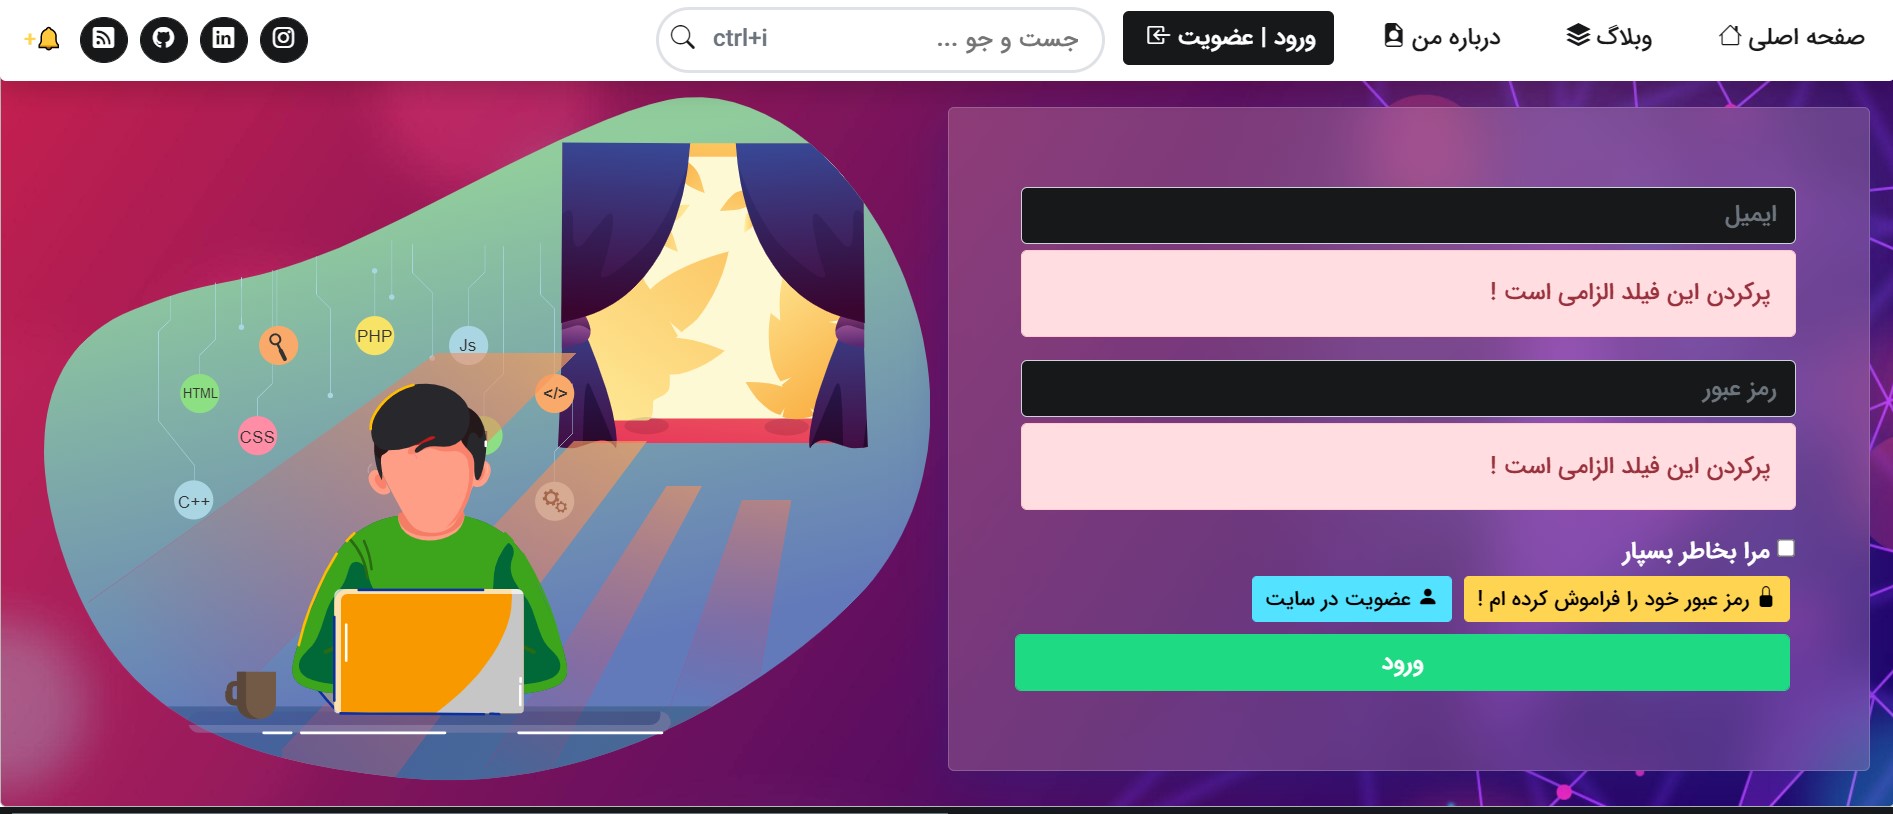 صفحه اصلی
وبلاگ
درباره من
ورود | عضویت
جست و جو ...
ctrl+i
+
ایمیل
پرکردن این فیلد الزامی است !
رمز عبور
پرکردن این فیلد الزامی است !
مرا بخاطر بسپار
رمز عبور خود را فراموش کرده ام !
عضویت در سایت
ورود
PHP
Js
HTML
</>
CSS
C++